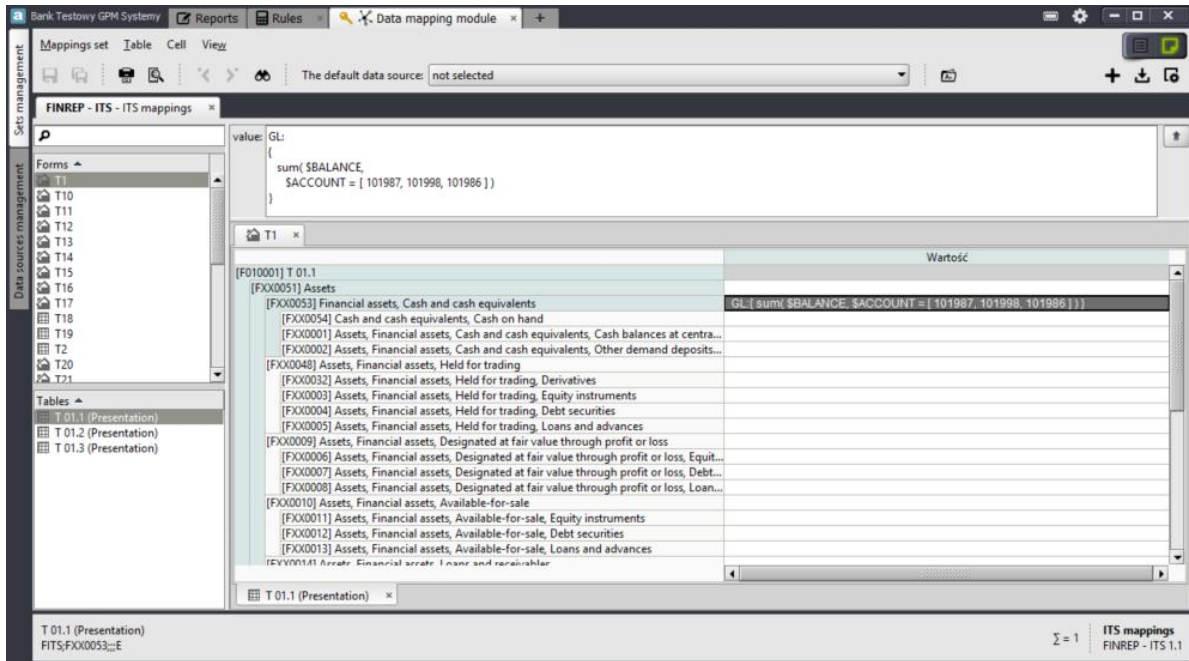 a Bank Testowy GPM Systemy Reports Rules × Data mapping module × +
Mappings set Table Cell View
The default data source: not selected
Sets management
Data sources management
FINREP - ITS - ITS mappings ×
Forms
T1
T10
T11
T12
T13
T14
T15
T16
T17
T18
T19
T2
T20
T21
Tables
T 01.1 (Presentation)
T 01.2 (Presentation)
T 01.3 (Presentation)
value: GL:
{
sum( $BALANCE,
$ACCOUNT = [ 101987, 101998, 101986 ] )
}
T1 ×
Wartość
[F010001] T 01.1
[FXX0051] Assets
[FXX0053] Financial assets, Cash and cash equivalents GL:{ sum( $BALANCE, $ACCOUNT = [ 101987, 101998, 101986 ] ) }
[FXX0054] Cash and cash equivalents, Cash on hand
[FXX0001] Assets, Financial assets, Cash and cash equivalents, Cash balances at centra...
[FXX0002] Assets, Financial assets, Cash and cash equivalents, Other demand deposits...
[FXX0048] Assets, Financial assets, Held for trading
[FXX0032] Assets, Financial assets, Held for trading, Derivatives
[FXX0003] Assets, Financial assets, Held for trading, Equity instruments
[FXX0004] Assets, Financial assets, Held for trading, Debt securities
[FXX0005] Assets, Financial assets, Held for trading, Loans and advances
[FXX0009] Assets, Financial assets, Designated at fair value through profit or loss
[FXX0006] Assets, Financial assets, Designated at fair value through profit or loss, Equit...
[FXX0007] Assets, Financial assets, Designated at fair value through profit or loss, Debt...
[FXX0008] Assets, Financial assets, Designated at fair value through profit or loss, Loan...
[FXX0010] Assets, Financial assets, Available-for-sale
[FXX0011] Assets, Financial assets, Available-for-sale, Equity instruments
[FXX0012] Assets, Financial assets, Available-for-sale, Debt securities
[FXX0013] Assets, Financial assets, Available-for-sale, Loans and advances
[FXX0014] Assets, Financial assets, Loans and receivables
T 01.1 (Presentation) ×
T 01.1 (Presentation)
FITS;FXX0053;;;E
∑ = 1
ITS mappings
FINREP - ITS 1.1